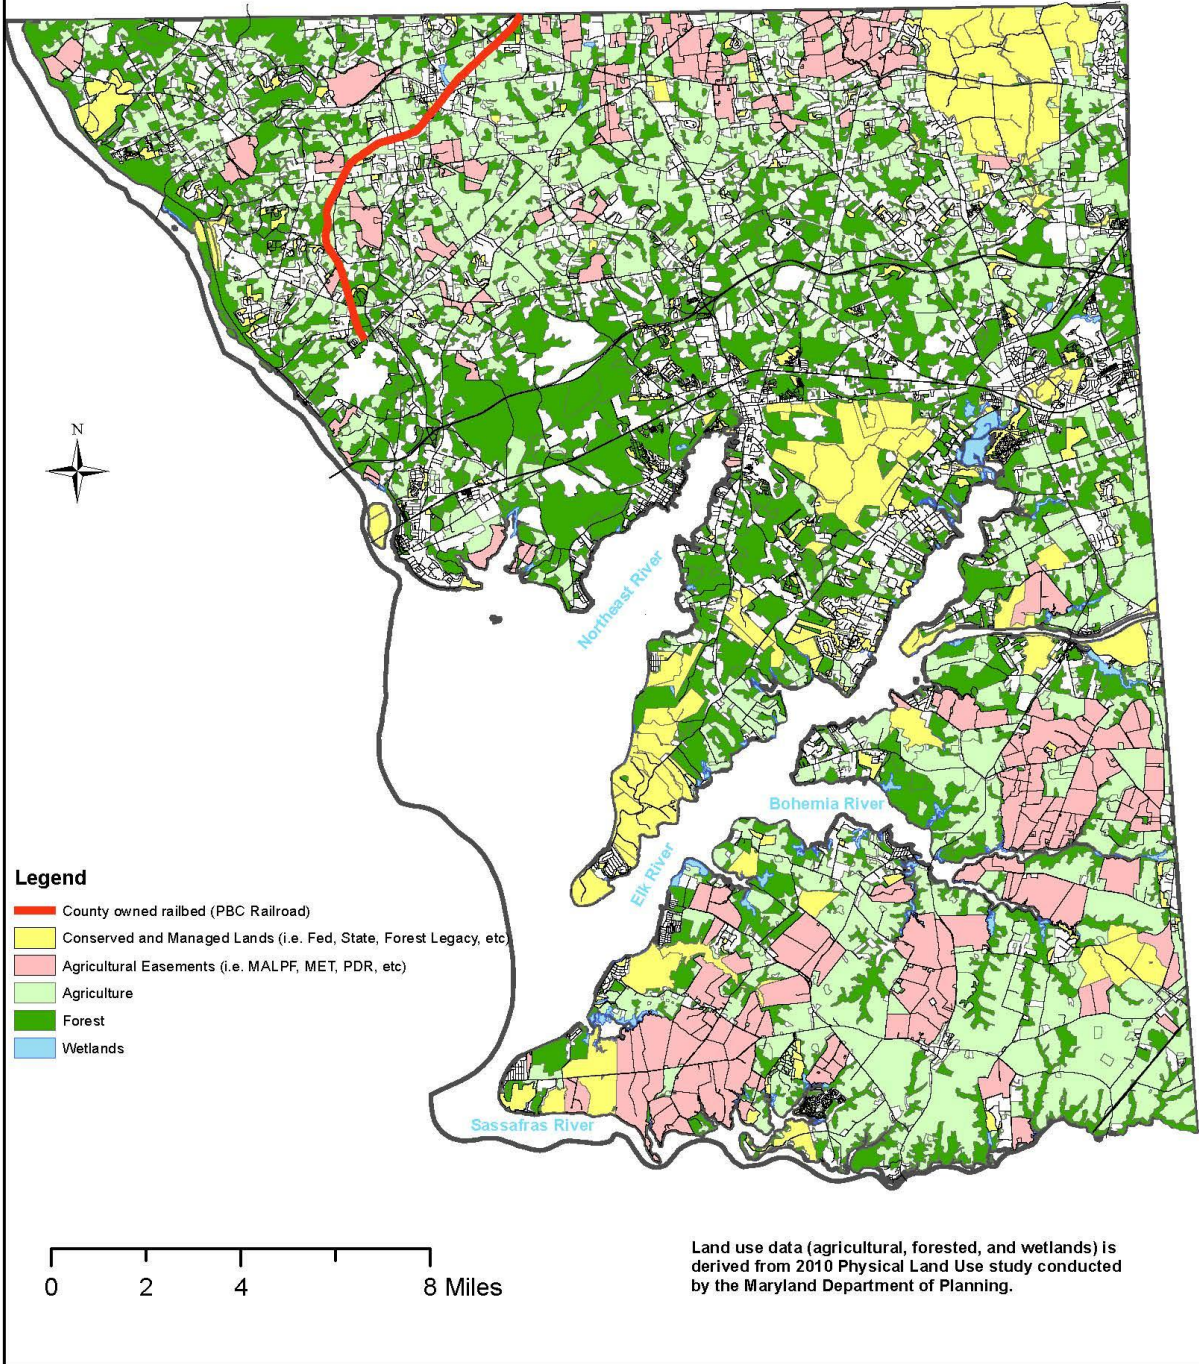 N
Northeast River
Bohemia River
Elk River
Sassafras River
Legend
County owned railbed (PBC Railroad)
Conserved and Managed Lands (i.e. Fed, State, Forest Legacy, etc)
Agricultural Easements (i.e. MALPF, MET, PDR, etc)
Agriculture
Forest
Wetlands
0 2 4 8 Miles
Land use data (agricultural, forested, and wetlands) is
derived from 2010 Physical Land Use study conducted
by the Maryland Department of Planning.